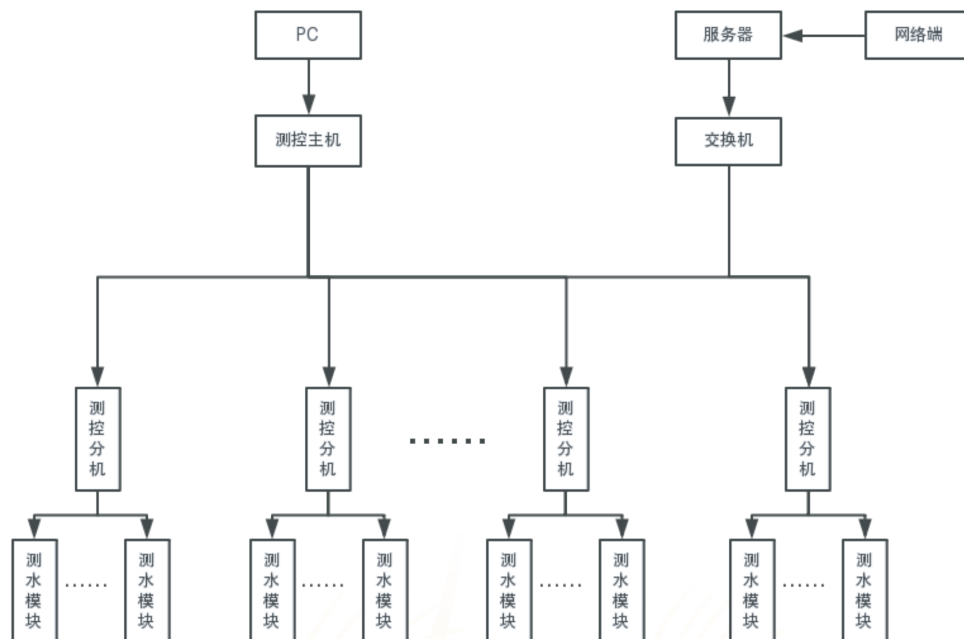 PC
服务器
网络端
测控主机
交换机
测控分机
测控分机
......
测控分机
测控分机
测水模块
......
测水模块
测水模块
......
测水模块
测水模块
......
测水模块
测水模块
......
测水模块